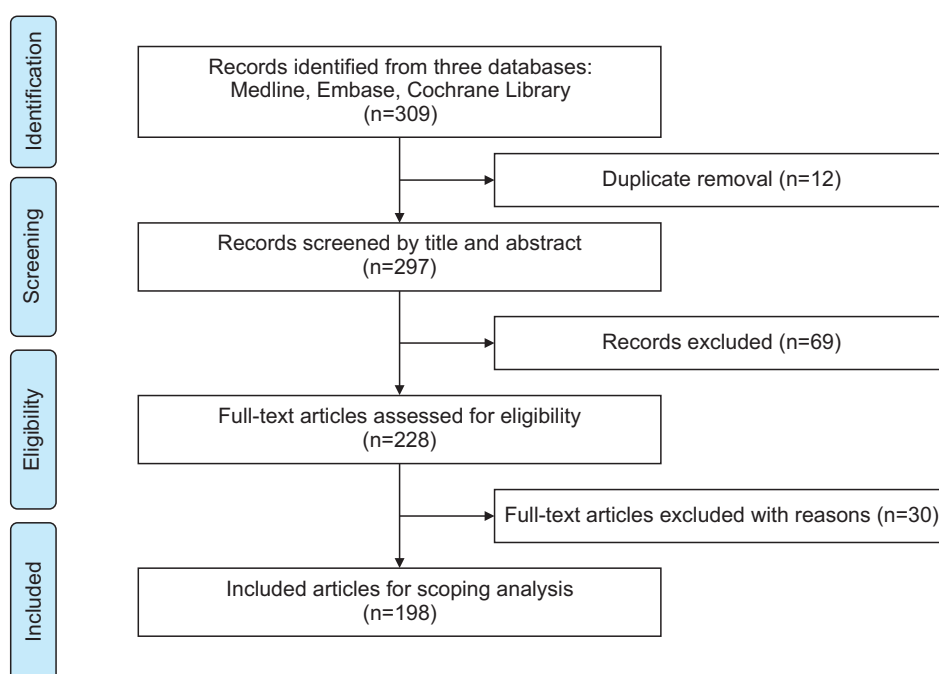 Identification
Records identified from three databases:
Medline, Embase, Cochrane Library
(n=309)
Duplicate removal (n=12)
Screening
Records screened by title and abstract
(n=297)
Records excluded (n=69)
Eligibility
Full-text articles assessed for eligibility
(n=228)
Full-text articles excluded with reasons (n=30)
Included
Included articles for scoping analysis
(n=198)